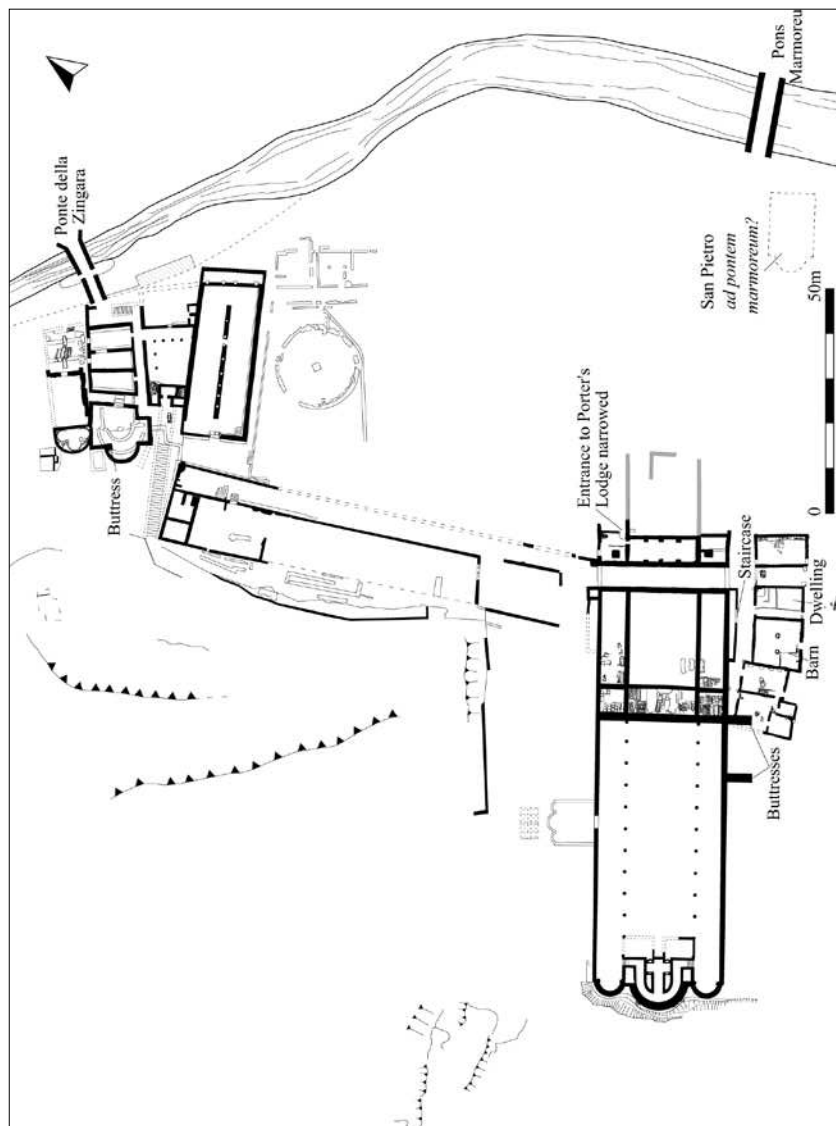 Pons
Marmoreu
Ponte della
Zingara
San Pietro
ad pontem
marmoreum?
50m
0
Buttress
Entrance to Porter's
Lodge narrowed
Staircase
Dwelling
Barn
Buttresses